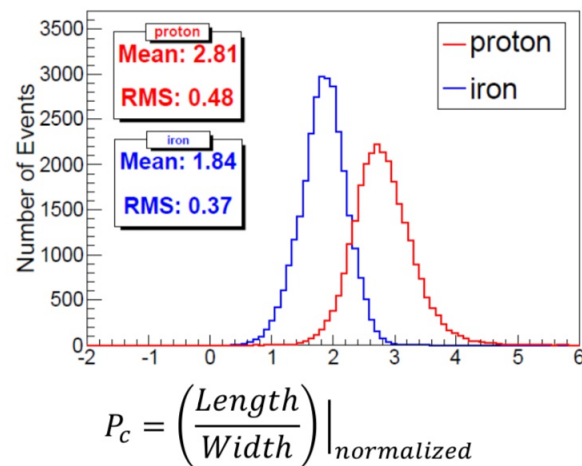 proton
Mean: 2.81
RMS: 0.48
iron
Mean: 1.84
RMS: 0.37
proton
iron
Number of Events
3500
3000
2500
2000
1500
1000
500
0
-2 -1 0 1 2 3 4 5 6
P_c = (Length/Width)|_normalized